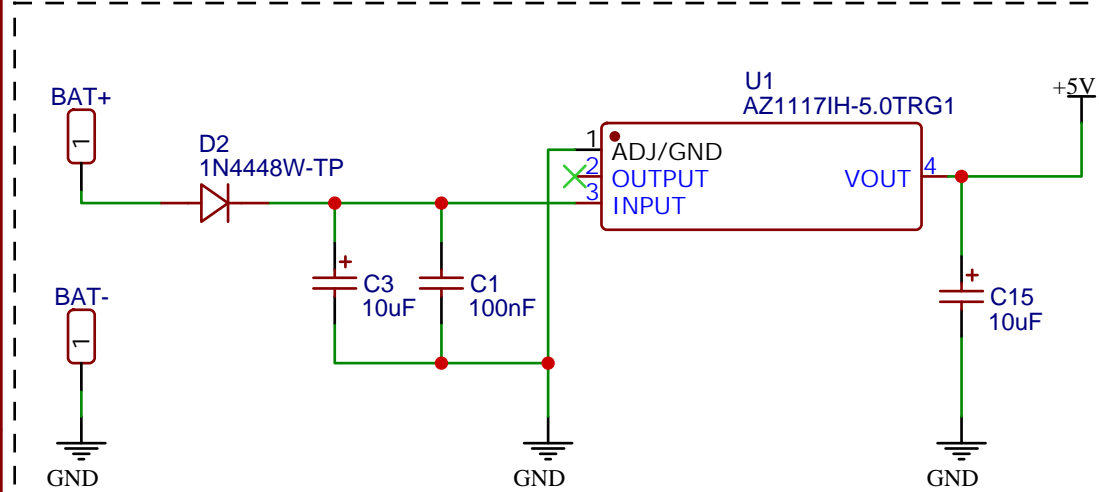 BAT+
1
D2
1N4448W-TP
U1
AZ1117IH-5.0TRG1
+5V
1
ADJ/GND
2
OUTPUT
VOUT
4
3
INPUT
+
C3
10uF
C1
100nF
BAT-
1
+
C15
10uF
GND
GND
GND